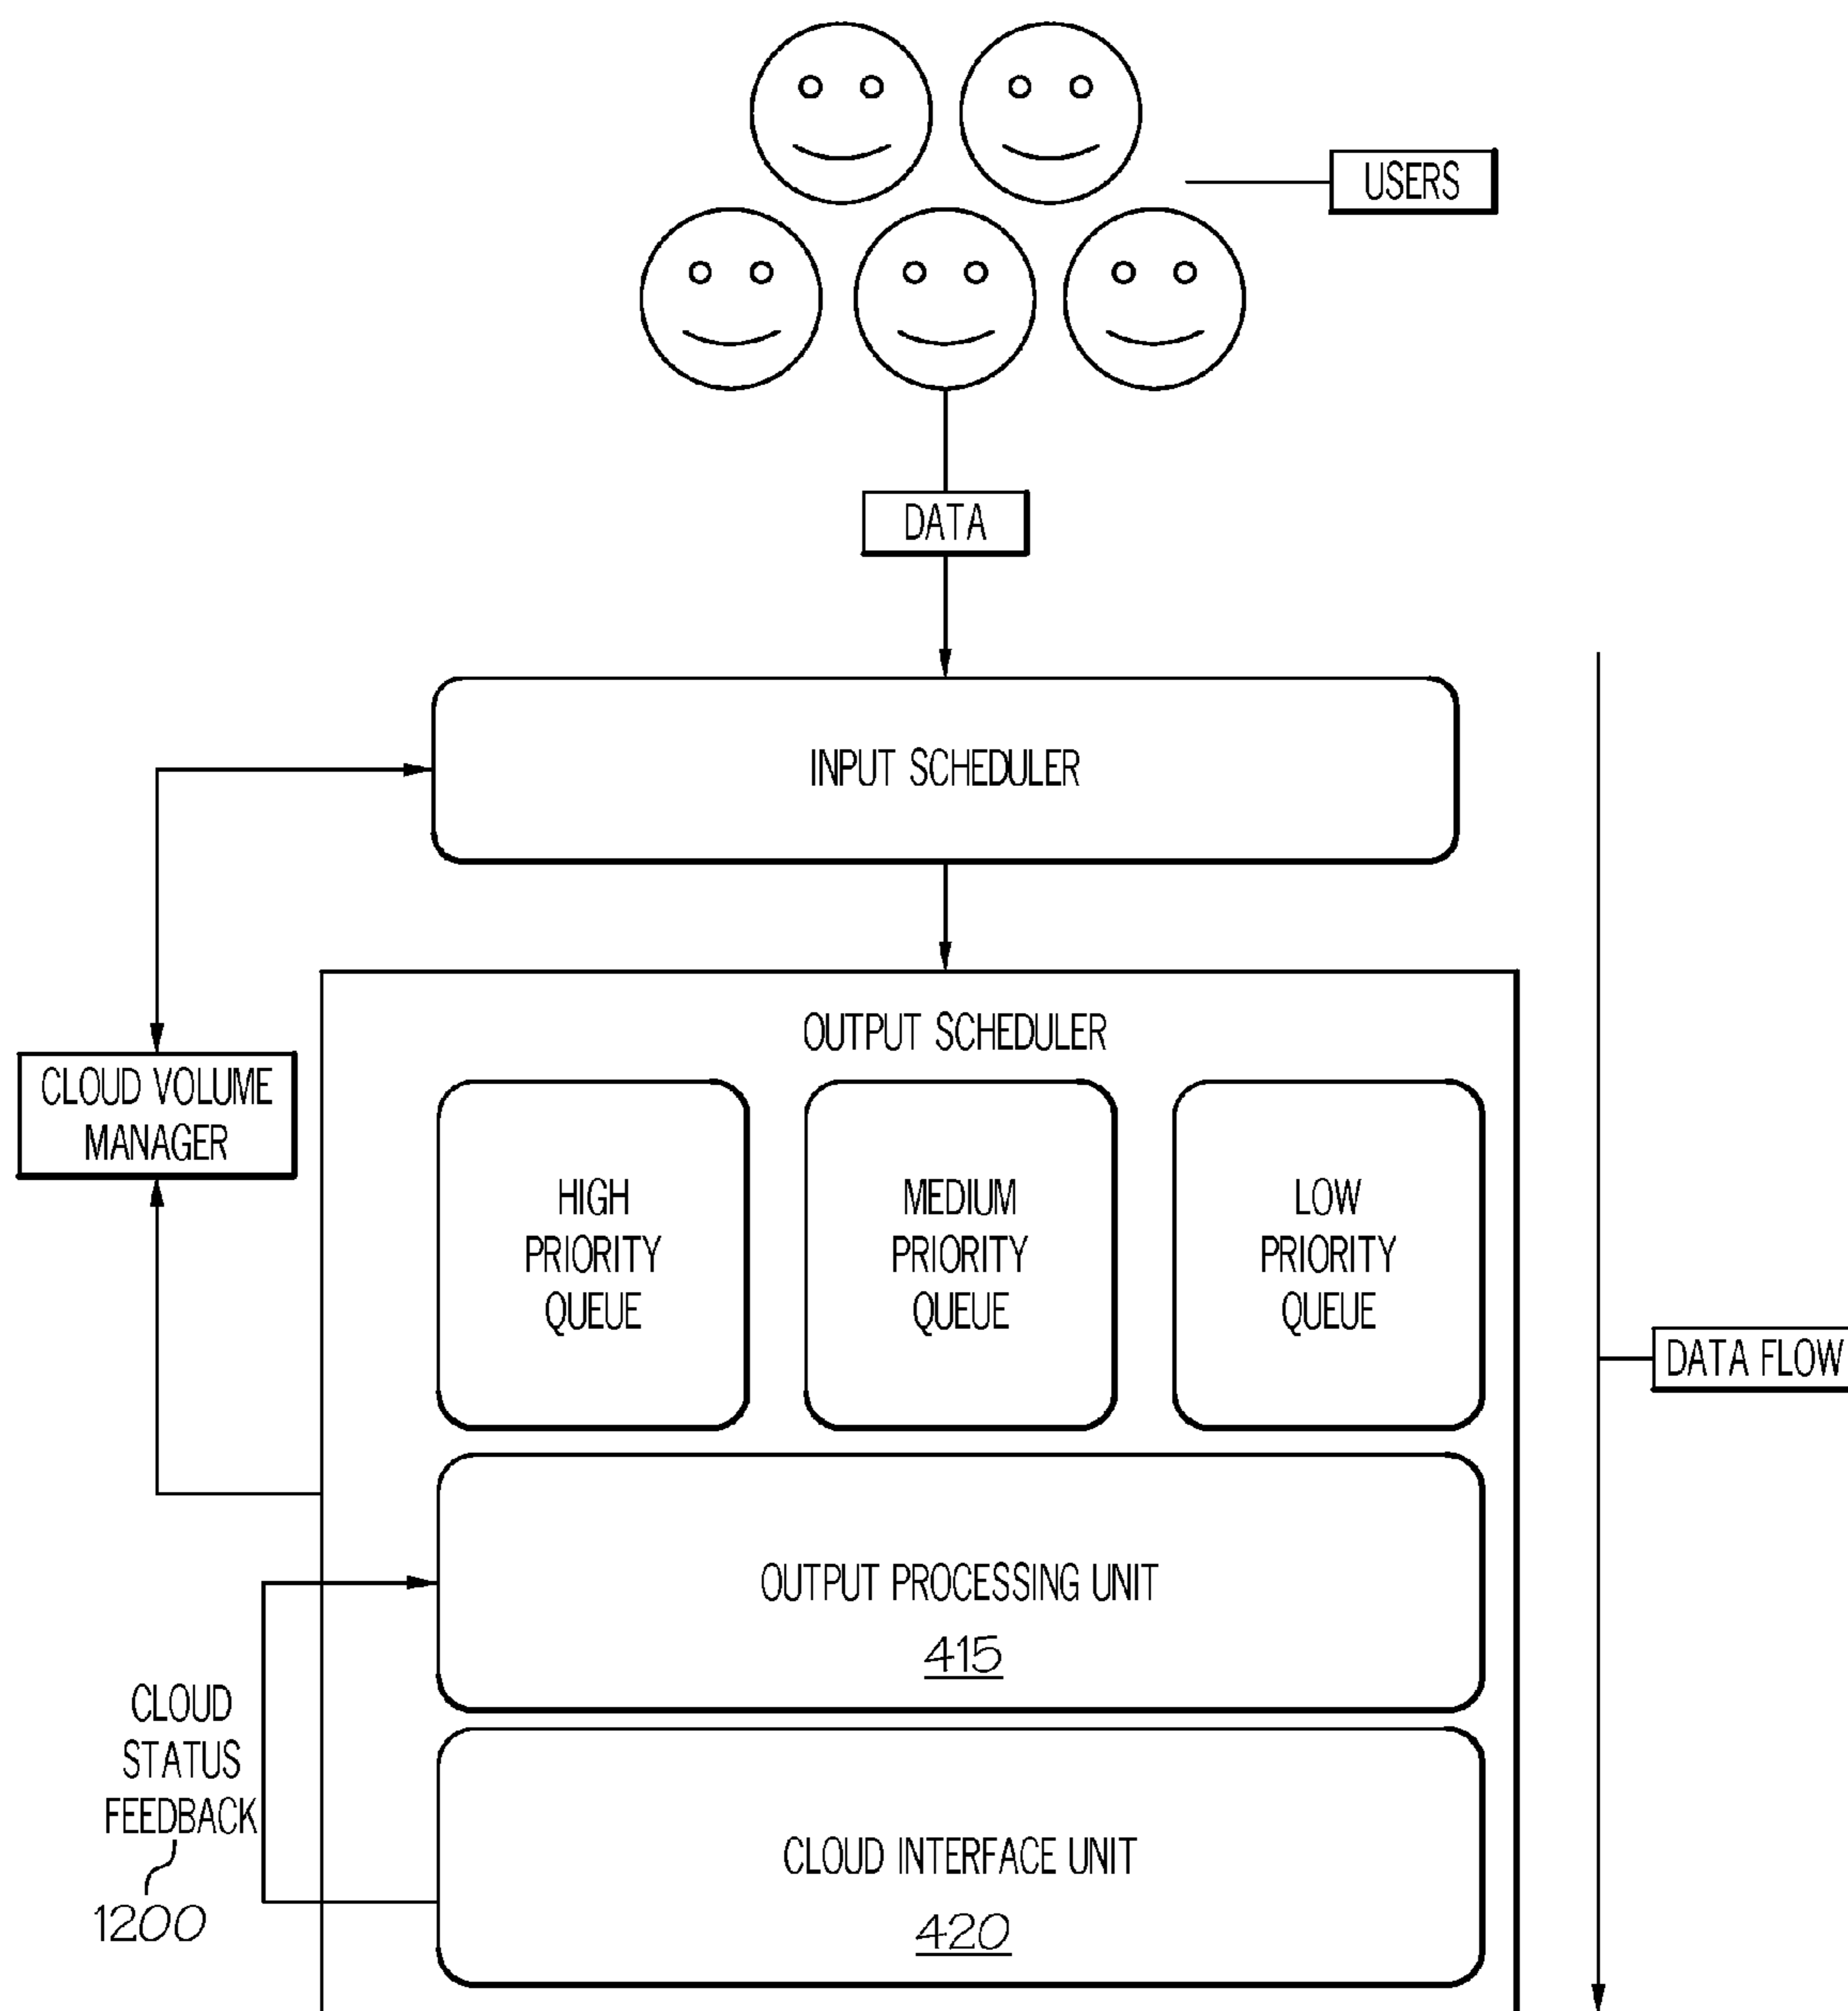 USERS
DATA
INPUT SCHEDULER
OUTPUT SCHEDULER
CLOUD VOLUME
MANAGER
HIGH
PRIORITY
QUEUE
MEDIUM
PRIORITY
QUEUE
LOW
PRIORITY
QUEUE
DATA FLOW
OUTPUT PROCESSING UNIT
415
CLOUD
STATUS
FEEDBACK
1200
CLOUD INTERFACE UNIT
420